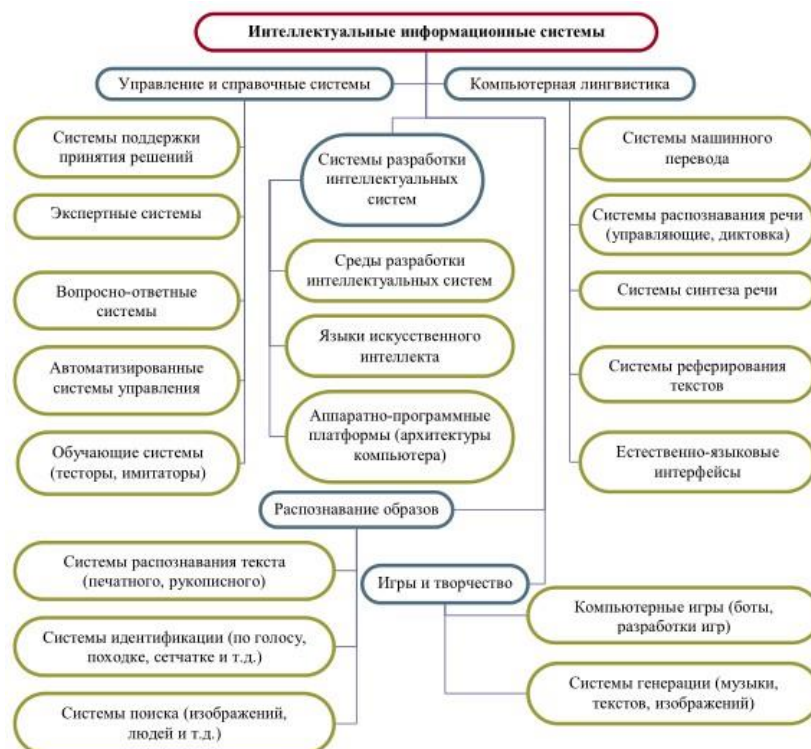 Интеллектуальные информационные системы
Управление и справочные системы
Компьютерная лингвистика
Системы поддержки
принятия решений
Экспертные системы
Вопросно-ответные
системы
Автоматизированные
системы управления
Обучающие системы
(тесторы, имитаторы)
Системы разработки
интеллектуальных
систем
Среды разработки
интеллектуальных систем
Языки искусственного
интеллекта
Аппаратно-программные
платформы (архитектуры
компьютера)
Системы машинного
перевода
Системы распознавания речи
(управляющие, диктовка)
Системы синтеза речи
Системы реферирования
текстов
Естественно-языковые
интерфейсы
Распознавание образов
Системы распознавания текста
(печатного, рукописного)
Системы идентификации (по голосу,
походке, сетчатке и т.д.)
Системы поиска (изображений,
людей и т.д.)
Игры и творчество
Компьютерные игры (боты,
разработки игр)
Системы генерации (музыки,
текстов, изображений)